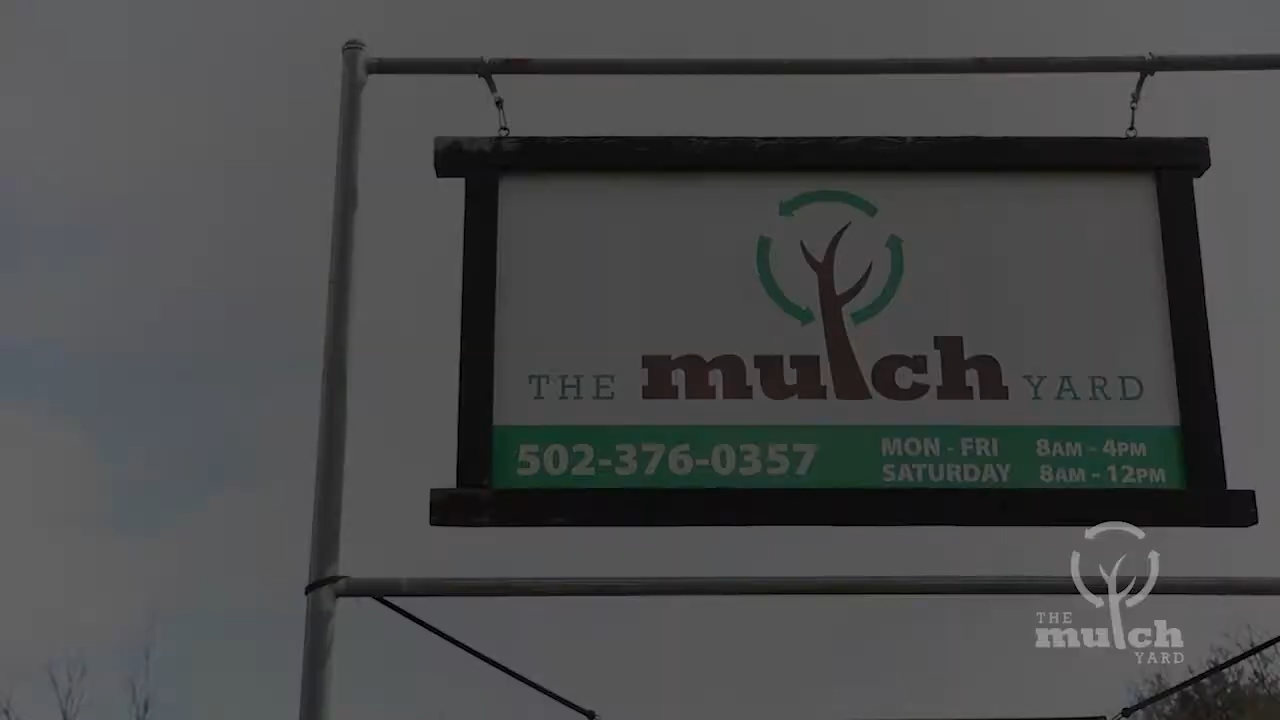 THE mulch YARD
502-376-0357
MON - FRI 8AM - 4PM
SATURDAY 8AM - 12PM
THE
mulch
YARD